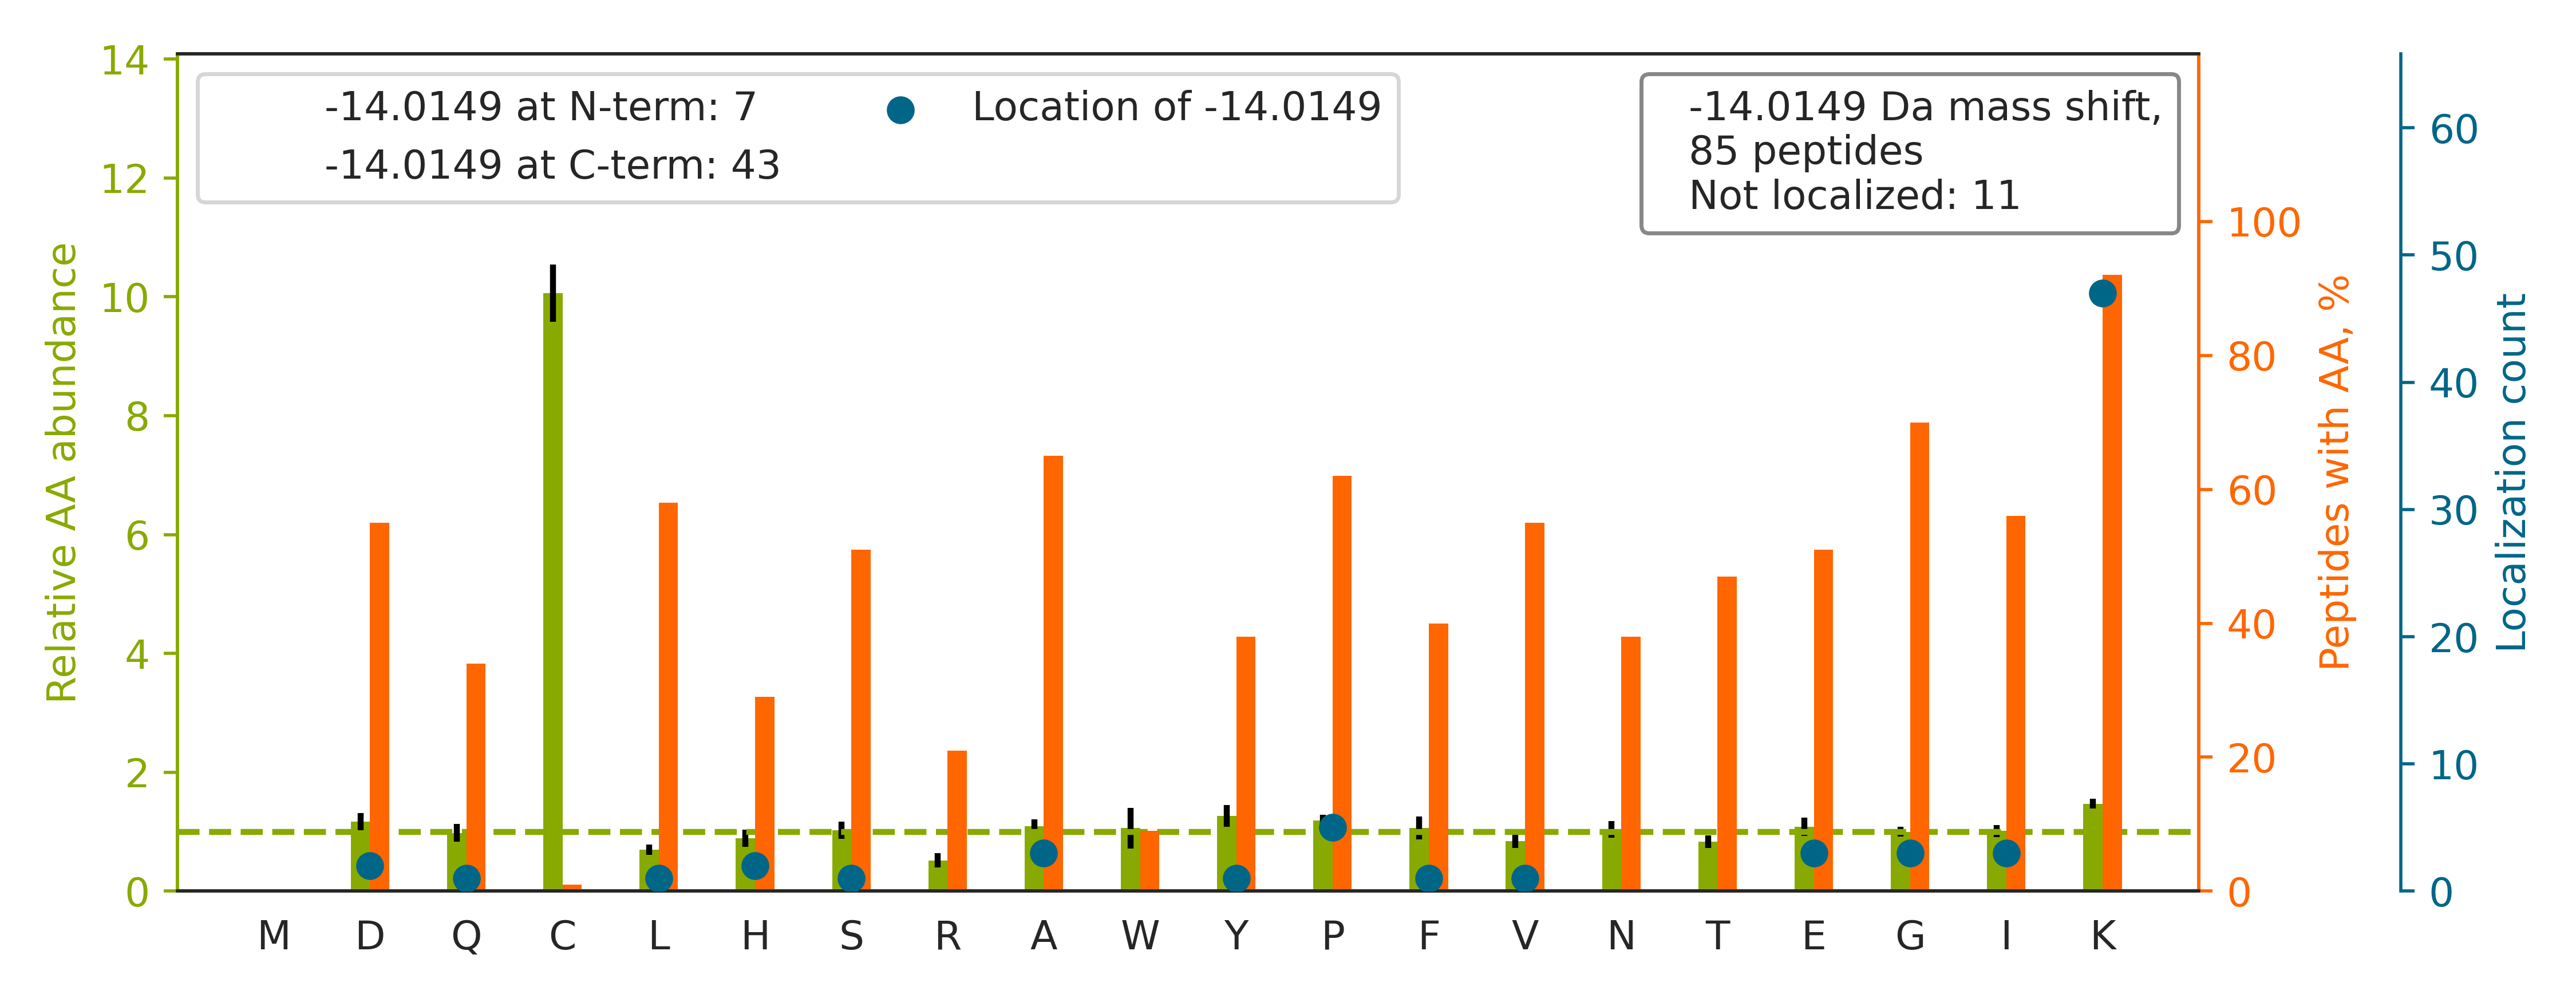 -14.0149 at N-term: 7
-14.0149 at C-term: 43
Location of -14.0149
-14.0149 Da mass shift,
85 peptides
Not localized: 11
Relative AA abundance
14
12
10
8
6
4
2
0
M D Q C L H S R A W Y P F V N T E G I K
100
80
60
40
20
0
Peptides with AA, %
60
50
40
30
20
10
0
Localization count